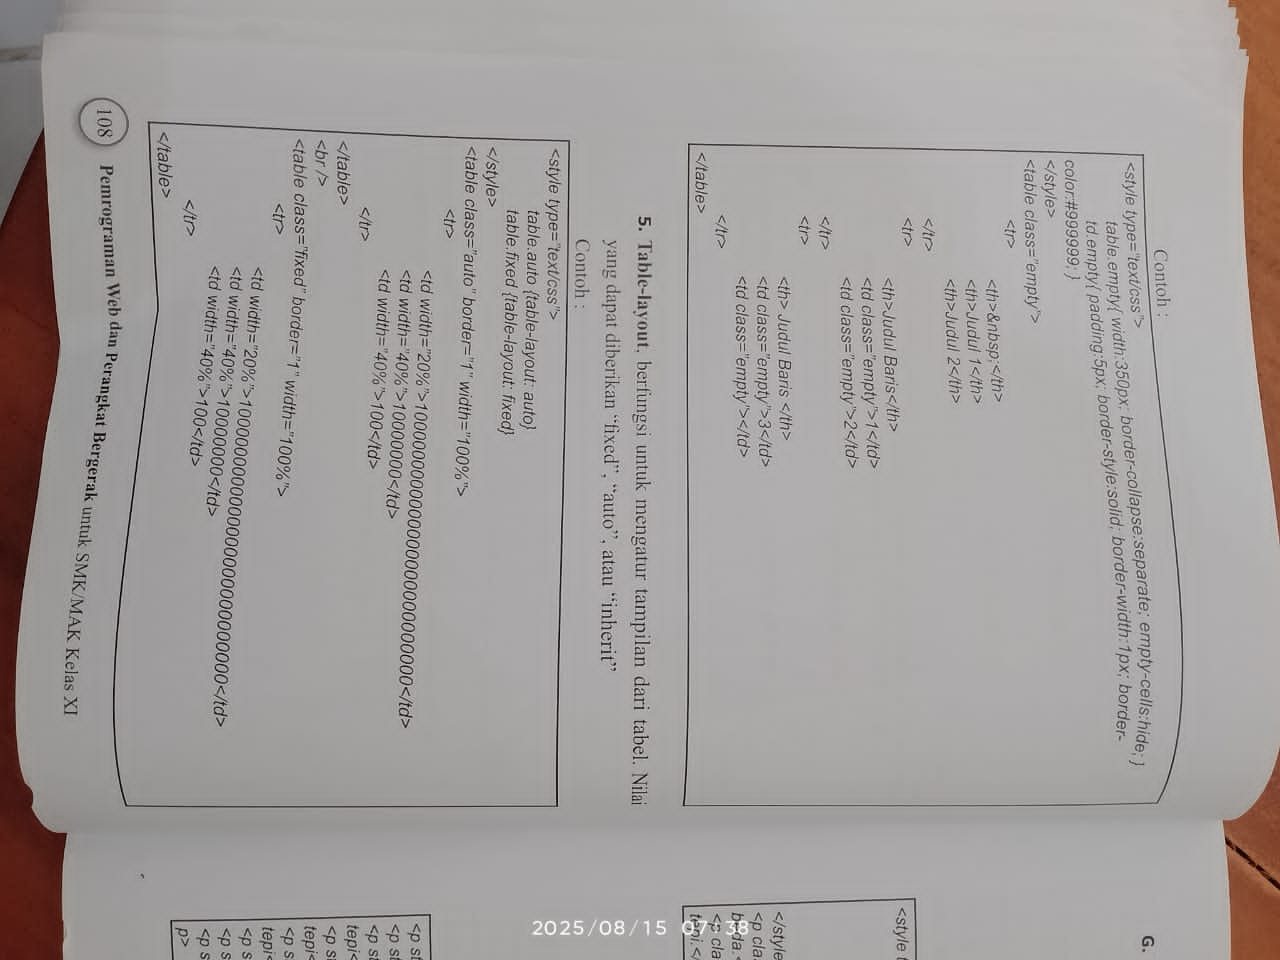 Contoh :
<style type="text/css">
table.empty{ width:350px; border-collapse:separate; empty-cells:hide; }
td.empty{ padding:5px; border-style:solid; border-width:1px; border-
color:#999999; }
</style>
<table class="empty">
<tr>
<th>&nbsp;</th>
<th>Judul 1</th>
<th>Judul 2</th>
</tr>
<tr>
<th>Judul Baris</th>
<td class="empty">1</td>
<td class="empty">2</td>
</tr>
<tr>
<th> Judul Baris </th>
<td class="empty">3</td>
<td class="empty"></td>
</tr>
</table>
5. Table-layout, berfungsi untuk mengatur tampilan dari tabel. Nilai
yang dapat diberikan “fixed”, “auto”, atau “inherit”
Contoh :
<style type="text/css">
table.auto {table-layout: auto}
table.fixed {table-layout: fixed}
</style>
<table class="auto" border="1" width="100%">
<tr>
<td width="20%">
<td width="40%">10000000</td>
<td width="40%">100</td>
</tr>
</table>
<br />
<table class="fixed" border="1" width="100%">
<tr>
<td width="20%">
<td width="40%">10000000</td>
<td width="40%">100</td>
</tr>
</table>
108 Pemrograman Web dan Perangkat Bergerak untuk SMK/MAK Kelas XI
G.
<style t
</style
<p cla
<p cla
<p st
<p st
<p st
tepi<
<p st
tepi<
<p s
tepi<
<p s
<p s
<p s
p>
2025/08/15 07:38